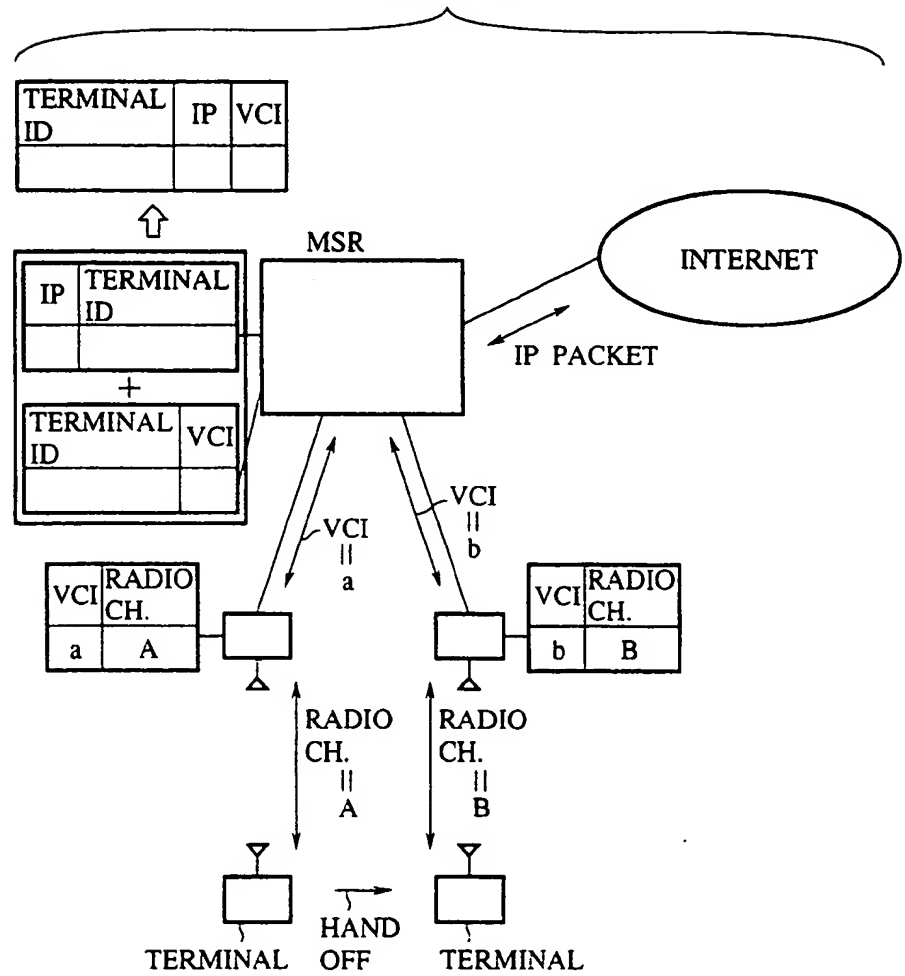 TERMINAL ID IP VCI
MSR
INTERNET
IP TERMINAL ID
IP PACKET
+
TERMINAL ID VCI
VCI = a
VCI = b
VCI RADIO CH.
a A
VCI RADIO CH.
b B
RADIO CH. = A
RADIO CH. = B
HAND OFF
TERMINAL
TERMINAL